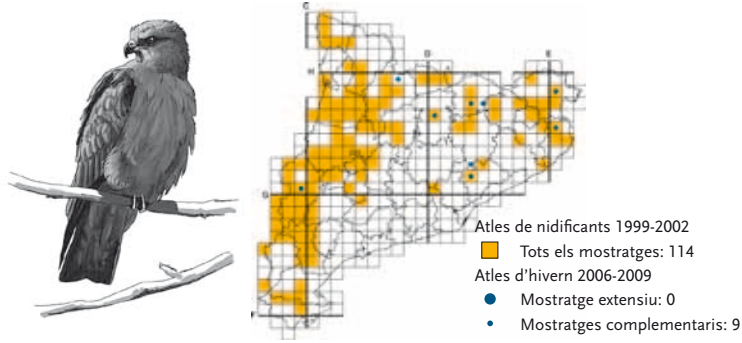 C
H
D
E
G
F
Atles de nidificants 1999-2002
Tots els mostratges: 114
Atles d'hivern 2006-2009
Mostratge extensiu: 0
Mostratges complementaris: 9